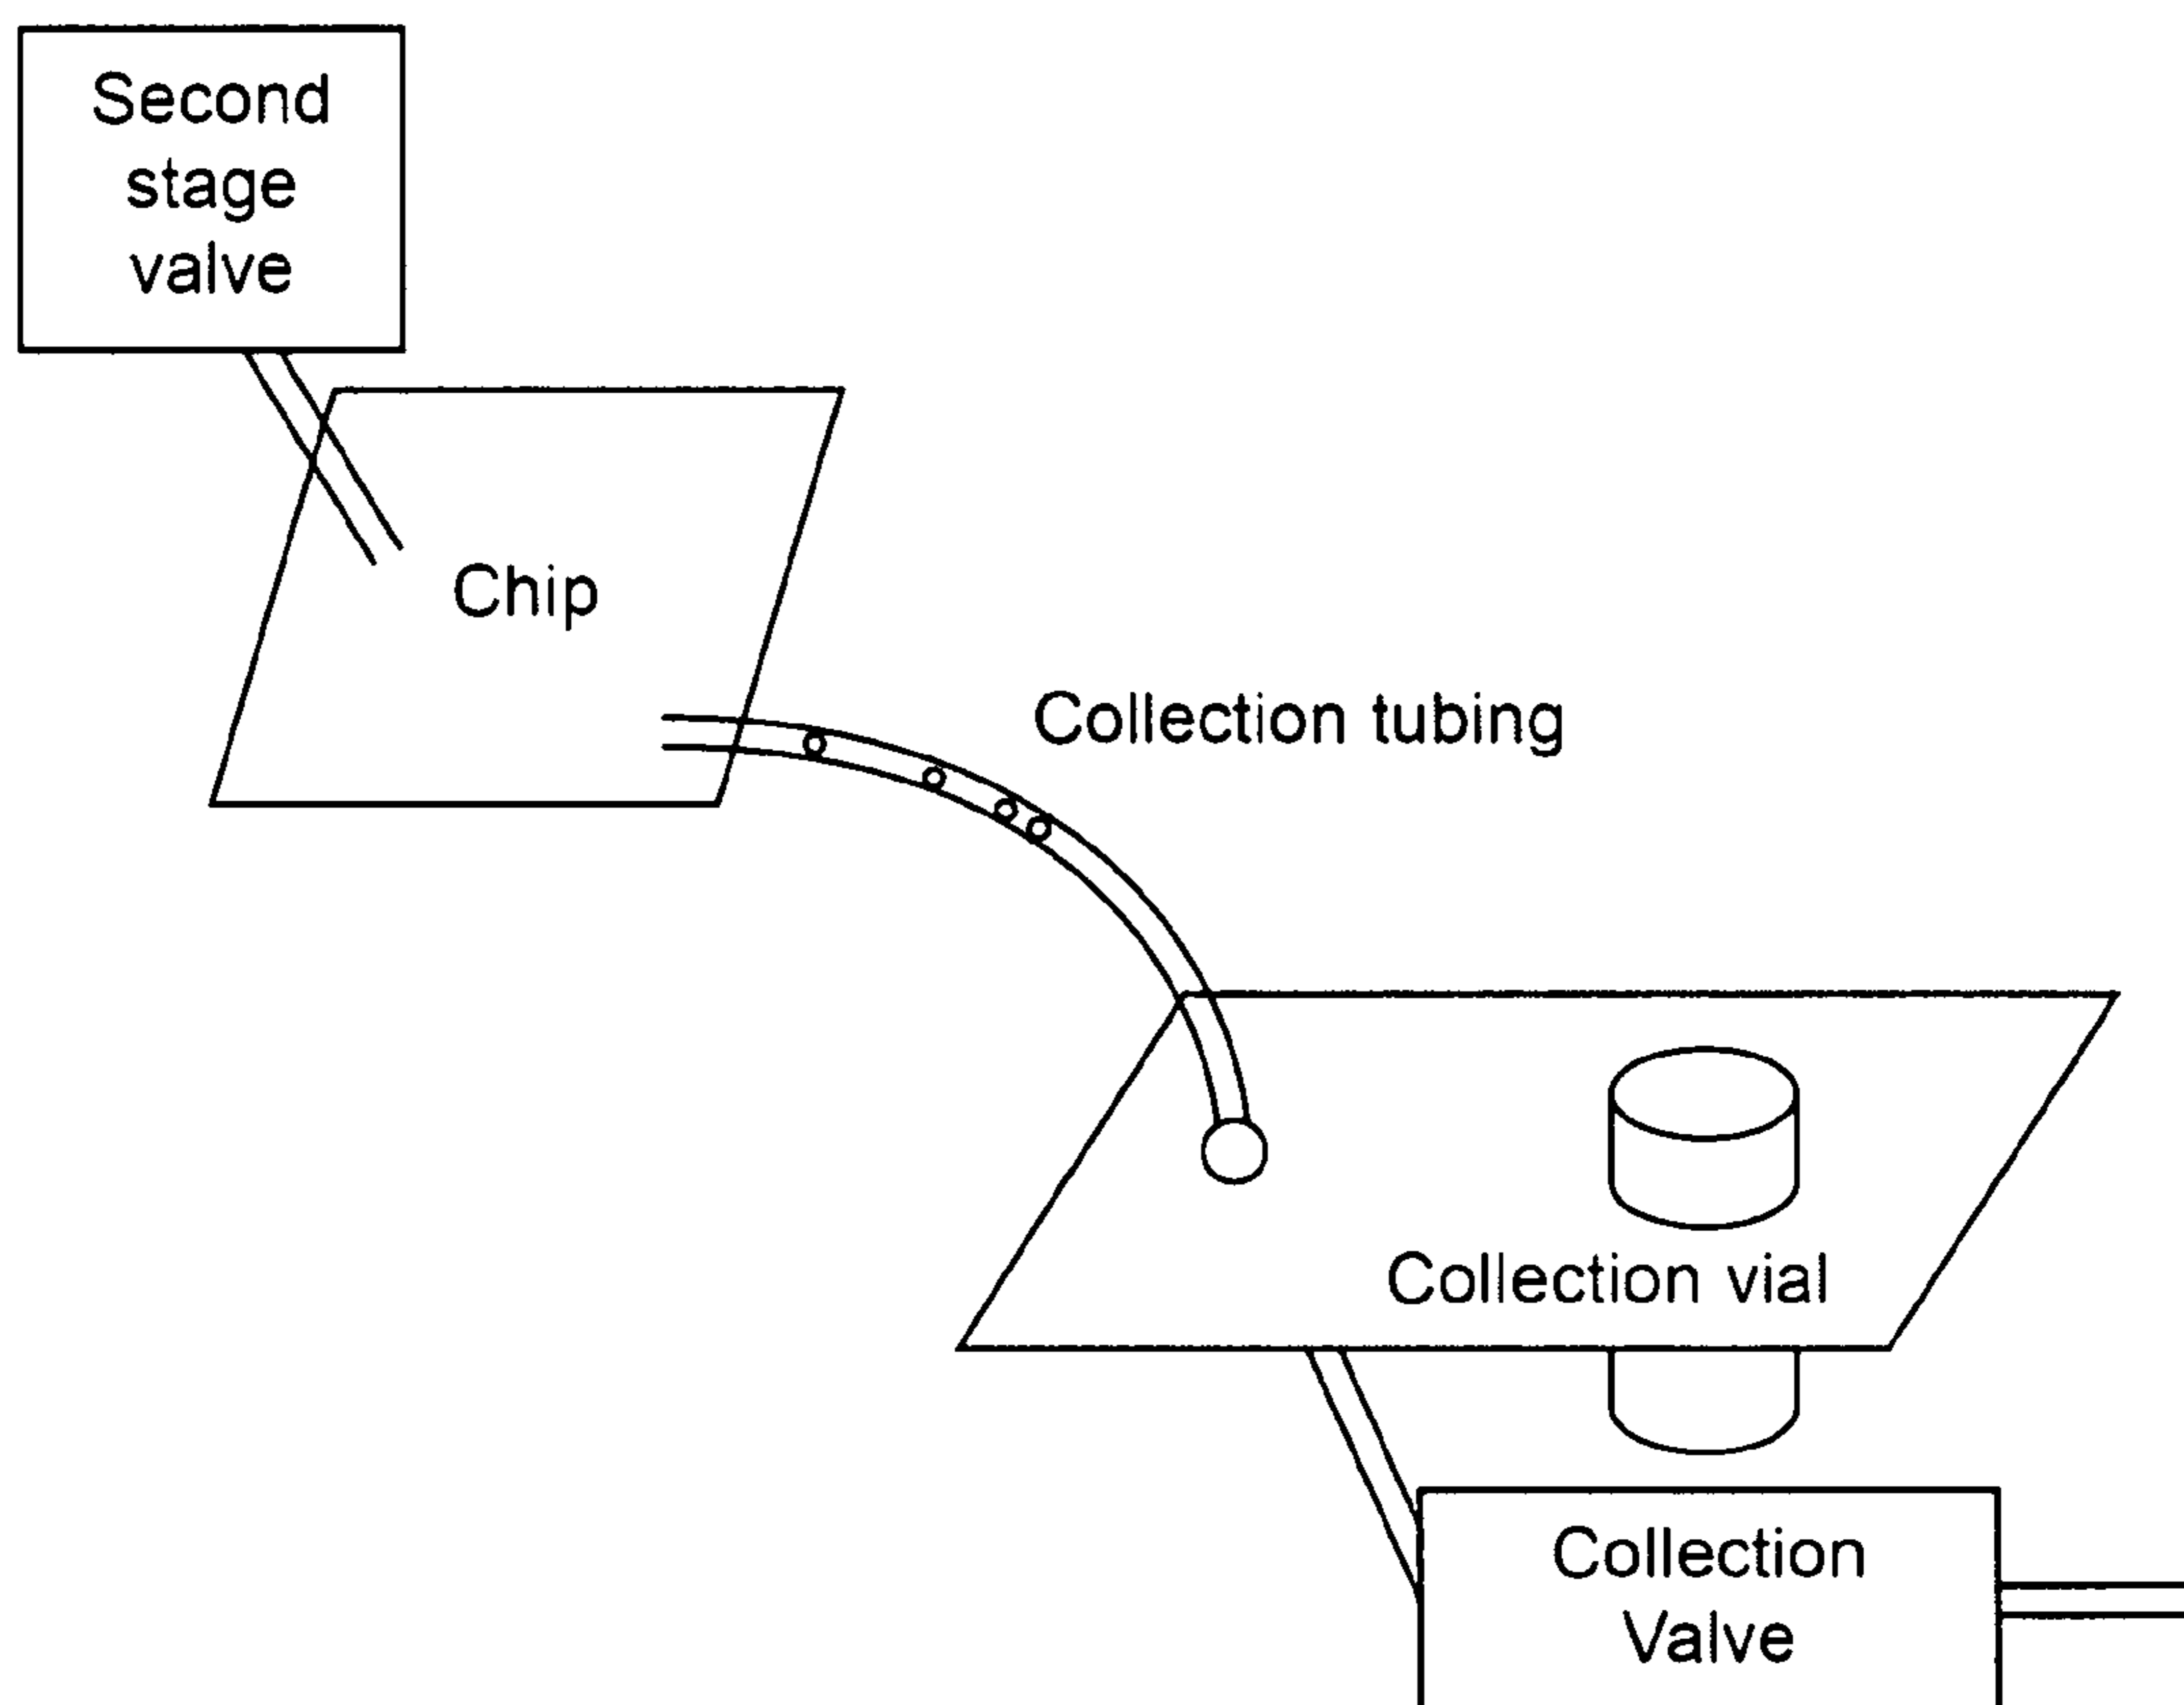 Second
stage
valve
Chip
Collection tubing
Collection vial
Collection
Valve